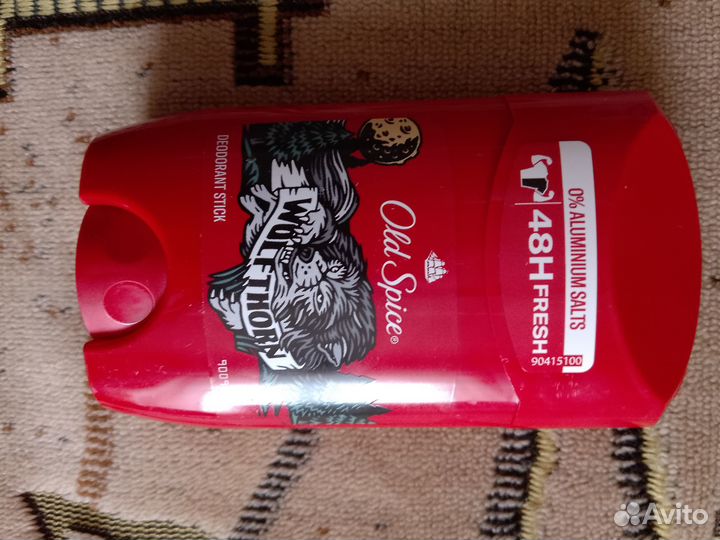 0% ALUMINIUM SALTS
48H FRESH
90415100
Old Spice®
WOLFTHORN
DEODORANT STICK
Avito